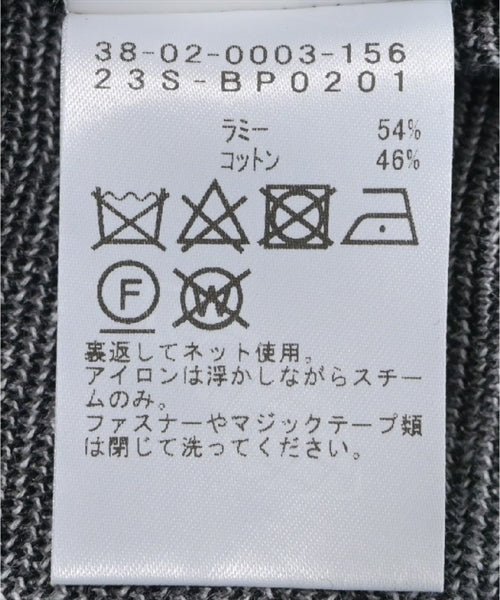 38-02-0003-156
23S-BP0201
ラミー 54%
コットン 46%
F W
裏返してネット使用。
アイロンは浮かしながらスチー
ムのみ。
ファスナーやマジックテープ類
は閉じて洗ってください。